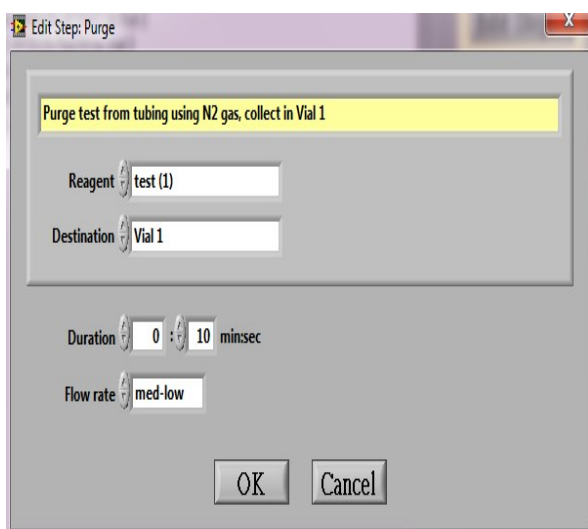 Edit Step: Purge
X
Purge test from tubing using N2 gas, collect in Vial 1
Reagent test (1)
Destination Vial 1
Duration 0 : 10 min:sec
Flow rate med-low
OK Cancel